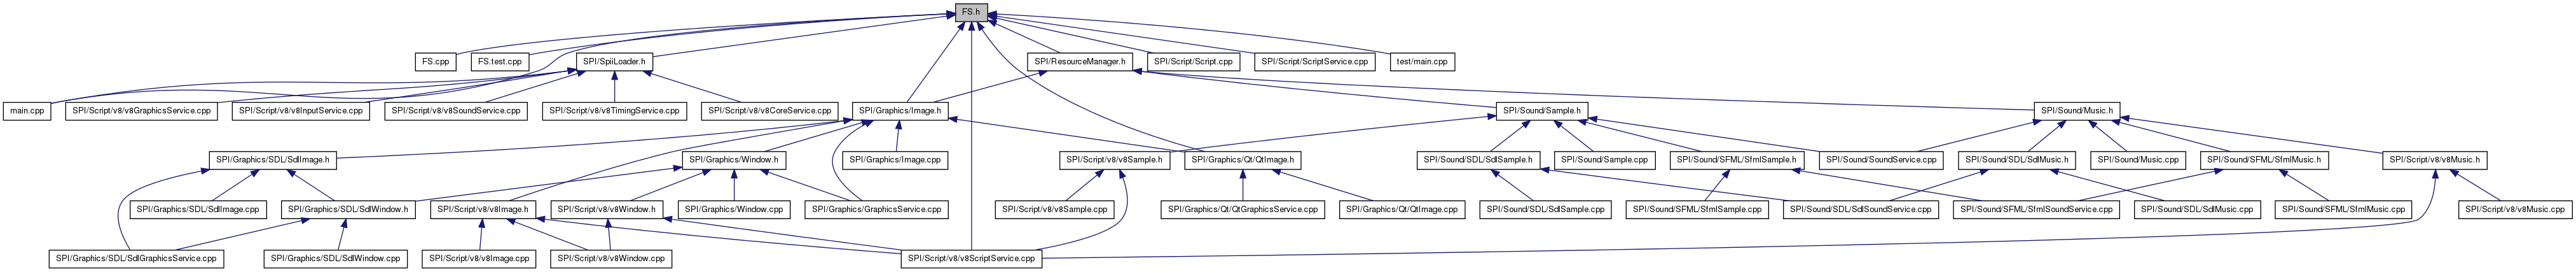 FS.h
FS.cpp
FS.test.cpp
SPI/SpiiLoader.h
SPI/ResourceManager.h
SPI/Script/Script.cpp
SPI/Script/ScriptService.cpp
test/main.cpp
main.cpp
SPI/Script/v8/v8GraphicsService.cpp
SPI/Script/v8/v8InputService.cpp
SPI/Script/v8/v8SoundService.cpp
SPI/Script/v8/v8TimingService.cpp
SPI/Script/v8/v8CoreService.cpp
SPI/Graphics/Image.h
SPI/Sound/Sample.h
SPI/Sound/Music.h
SPI/Graphics/SDL/SdlImage.h
SPI/Graphics/Window.h
SPI/Graphics/Image.cpp
SPI/Script/v8/v8Sample.h
SPI/Graphics/Qt/QtImage.h
SPI/Sound/SDL/SdlSample.h
SPI/Sound/Sample.cpp
SPI/Sound/SFML/SfmlSample.h
SPI/Sound/SoundService.cpp
SPI/Sound/SDL/SdlMusic.h
SPI/Sound/Music.cpp
SPI/Sound/SFML/SfmlMusic.h
SPI/Script/v8/v8Music.h
SPI/Graphics/SDL/SdlImage.cpp
SPI/Graphics/SDL/SdlWindow.h
SPI/Script/v8/v8Image.h
SPI/Script/v8/v8Window.h
SPI/Graphics/Window.cpp
SPI/Graphics/GraphicsService.cpp
SPI/Script/v8/v8Sample.cpp
SPI/Graphics/Qt/QtGraphicsService.cpp
SPI/Graphics/Qt/QtImage.cpp
SPI/Sound/SDL/SdlSample.cpp
SPI/Sound/SFML/SfmlSample.cpp
SPI/Sound/SDL/SdlSoundService.cpp
SPI/Sound/SFML/SfmlSoundService.cpp
SPI/Sound/SDL/SdlMusic.cpp
SPI/Sound/SFML/SfmlMusic.cpp
SPI/Script/v8/v8Music.cpp
SPI/Graphics/SDL/SdlGraphicsService.cpp
SPI/Graphics/SDL/SdlWindow.cpp
SPI/Script/v8/v8Image.cpp
SPI/Script/v8/v8Window.cpp
SPI/Script/v8/v8ScriptService.cpp